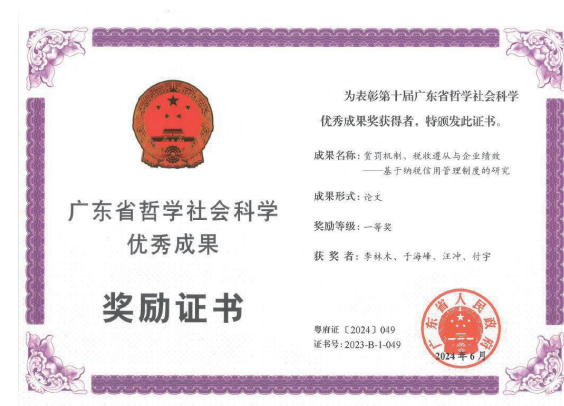 广东省哲学社会科学
优秀成果
奖励证书
为表彰第十届广东省哲学社会科学
优秀成果奖获得者，特颁发此证书。
成果名称：赏罚机制、税收遵从与企业绩效
——基于纳税信用管理制度的研究
成果形式：论文
奖励等级：一等奖
获 奖 者：李林木、于海峰、汪冲、付宇
粤府证〔2024〕049
证书号：2023-B-1-049
广东省人民政府
2024年6月